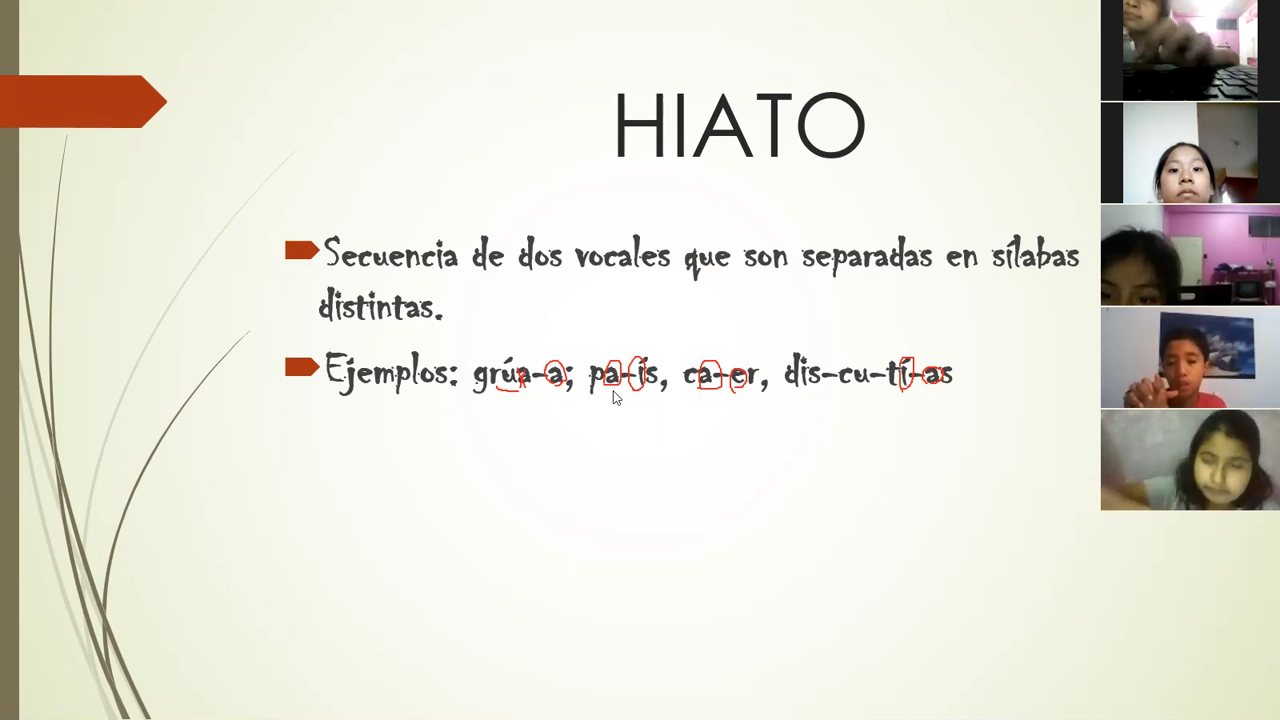 HIATO
Secuencia de dos vocales que son separadas en sílabas
distintas.
Ejemplos: grúa-a; pa-ís, ca-er, dis-cu-tí-as